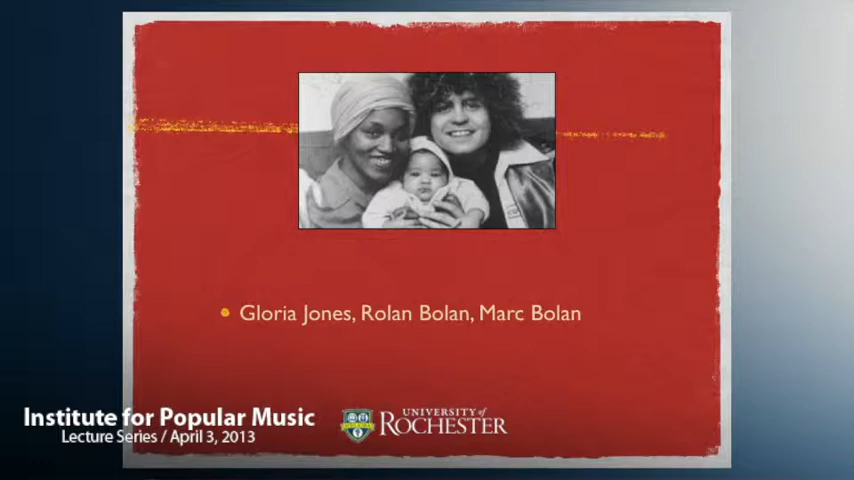 Gloria Jones, Rolan Bolan, Marc Bolan
Institute for Popular Music
Lecture Series / April 3, 2013
UNIVERSITY of
ROCHESTER